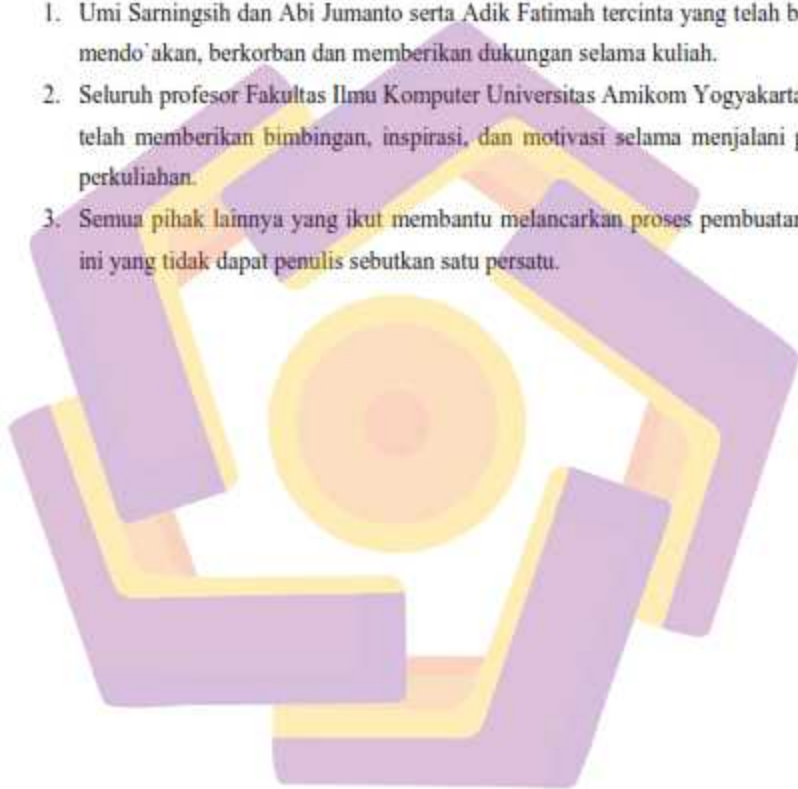 1. Umi Sarningsih dan Abi Jumanto serta Adik Fatimah tercinta yang telah b
mendo`akan, berkorban dan memberikan dukungan selama kuliah.
2. Seluruh profesor Fakultas Ilmu Komputer Universitas Amikom Yogyakarta
telah memberikan bimbingan, inspirasi, dan motivasi selama menjalani p
perkuliahan.
3. Semua pihak lainnya yang ikut membantu melancarkan proses pembuatan
ini yang tidak dapat penulis sebutkan satu persatu.